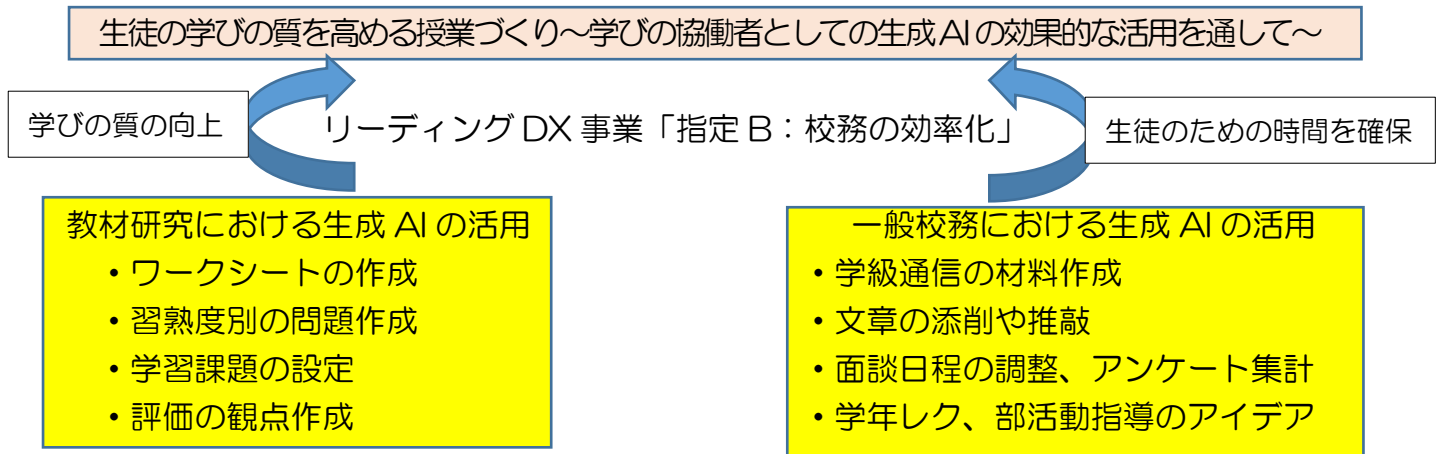 生徒の学びの質を高める授業づくり～学びの協働者としての生成AIの効果的な活用を通して～
学びの質の向上
リーディングDX事業「指定B：校務の効率化」
生徒のための時間を確保
教材研究における生成AIの活用
・ワークシートの作成
・習熟度別の問題作成
・学習課題の設定
・評価の観点作成
一般校務における生成AIの活用
・学級通信の材料作成
・文章の添削や推敲
・面談日程の調整、アンケート集計
・学年レク、部活動指導のアイデア